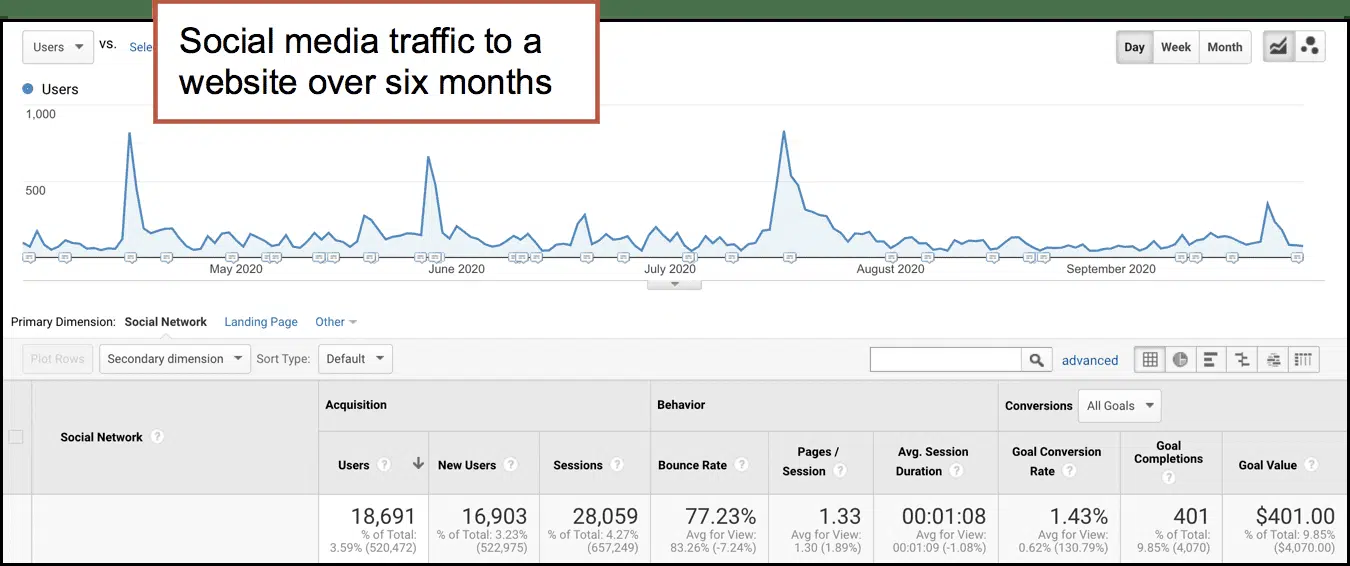 Social media traffic to a
website over six months
Users
vs.
Sele
Day
Week
Month
Users
1,000
500
May 2020
June 2020
July 2020
August 2020
September 2020
Primary Dimension:
Social Network
Landing Page
Other
Plot Rows
Secondary dimension
Sort Type:
Default
advanced
Acquisition
Behavior
Conversions
All Goals
Social Network ?
Users ?
New Users ?
Sessions ?
Bounce Rate ?
Pages /
Session ?
Avg. Session
Duration ?
Goal Conversion
Rate ?
Goal
Completions
?
Goal Value ?
18,691
% of Total:
3.59% (520,472)
16,903
% of Total: 3.23%
(522,975)
28,059
% of Total: 4.27%
(657,249)
77.23%
Avg for View:
83.26% (-7.24%)
1.33
Avg for View:
1.30 (1.89%)
00:01:08
Avg for View:
00:01:09 (-1.08%)
1.43%
Avg for View:
0.62% (130.79%)
401
% of Total:
9.85% (4,070)
$401.00
% of Total: 9.85%
($4,070.00)